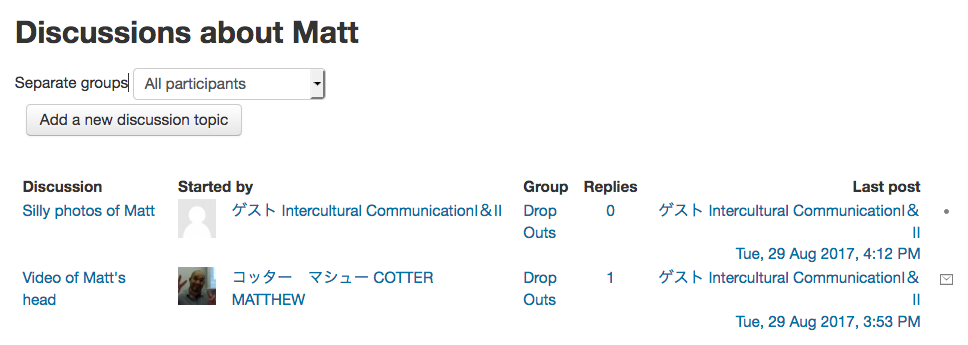 Discussions about Matt
Separate groups All participants
Add a new discussion topic
Discussion Started by Group Replies Last post
Silly photos of Matt ゲスト Intercultural CommunicationⅠ＆II Drop Outs 0 ゲスト Intercultural CommunicationⅠ＆II
Tue, 29 Aug 2017, 4:12 PM
Video of Matt's head コッター　マシュー COTTER MATTHEW Drop Outs 1 ゲスト Intercultural CommunicationⅠ＆II
Tue, 29 Aug 2017, 3:53 PM